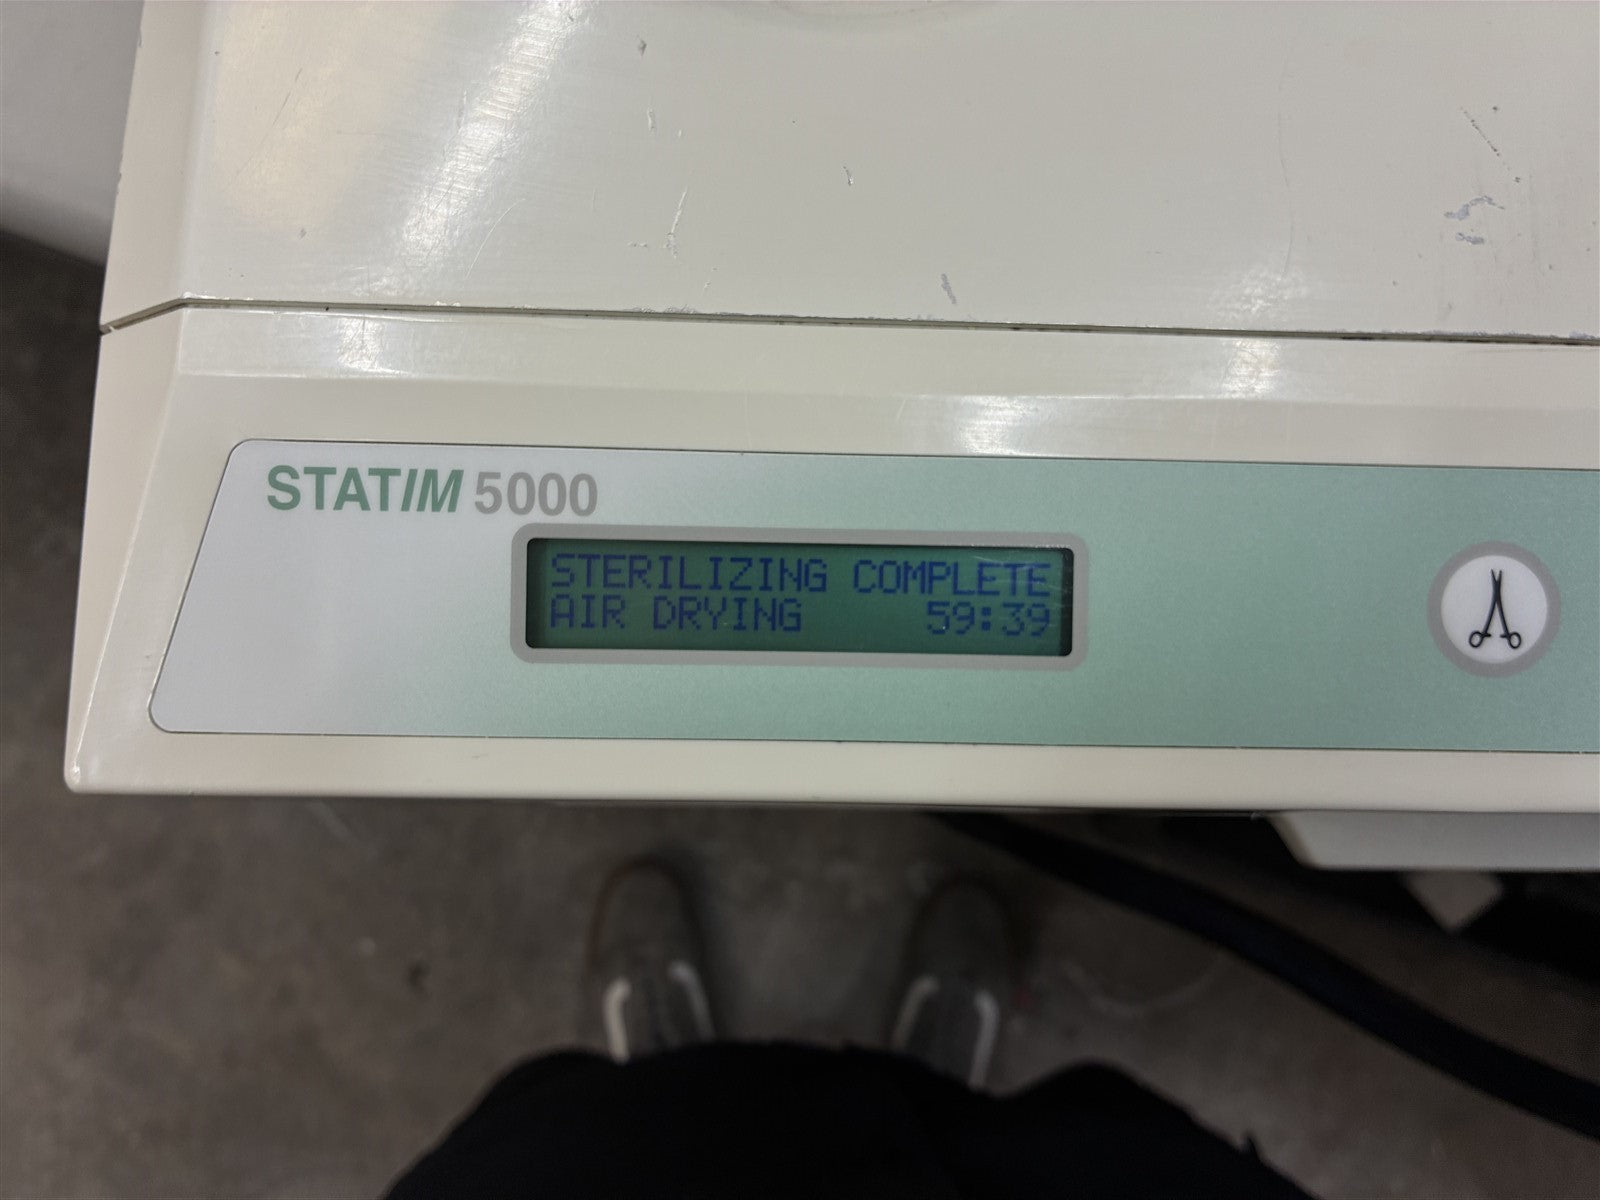 STATIM 5000
STERILIZING COMPLETE
AIR DRYING 59:39